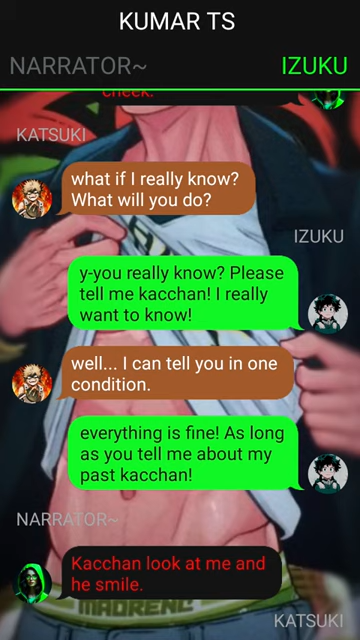 KUMAR TS
NARRATOR~
IZUKU
cheek.
KATSUKI
what if I really know?
What will you do?
IZUKU
y-you really know? Please
tell me kacchan! I really
want to know!
well... I can tell you in one
condition.
everything is fine! As long
as you tell me about my
past kacchan!
NARRATOR~
Kacchan look at me and
he smile.
KATSUKI